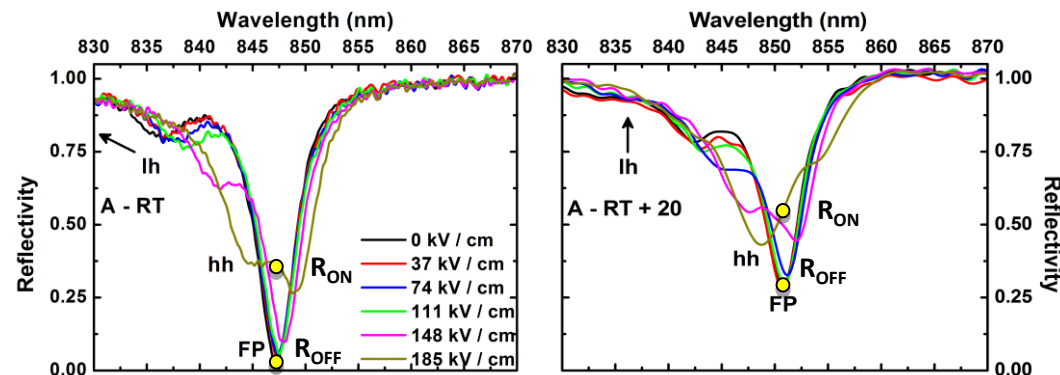 Wavelength (nm)
830 835 840 845 850 855 860 865 870
Reflectivity
1.00
0.75
0.50
0.25
0.00
lh
A - RT
hh
FP
R_ON
R_OFF
0 kV / cm
37 kV / cm
74 kV / cm
111 kV / cm
148 kV / cm
185 kV / cm
Wavelength (nm)
830 835 840 845 850 855 860 865 870
lh
A - RT + 20
hh
FP
R_ON
R_OFF
1.00
0.75
0.50
0.25
0.00
Reflectivity